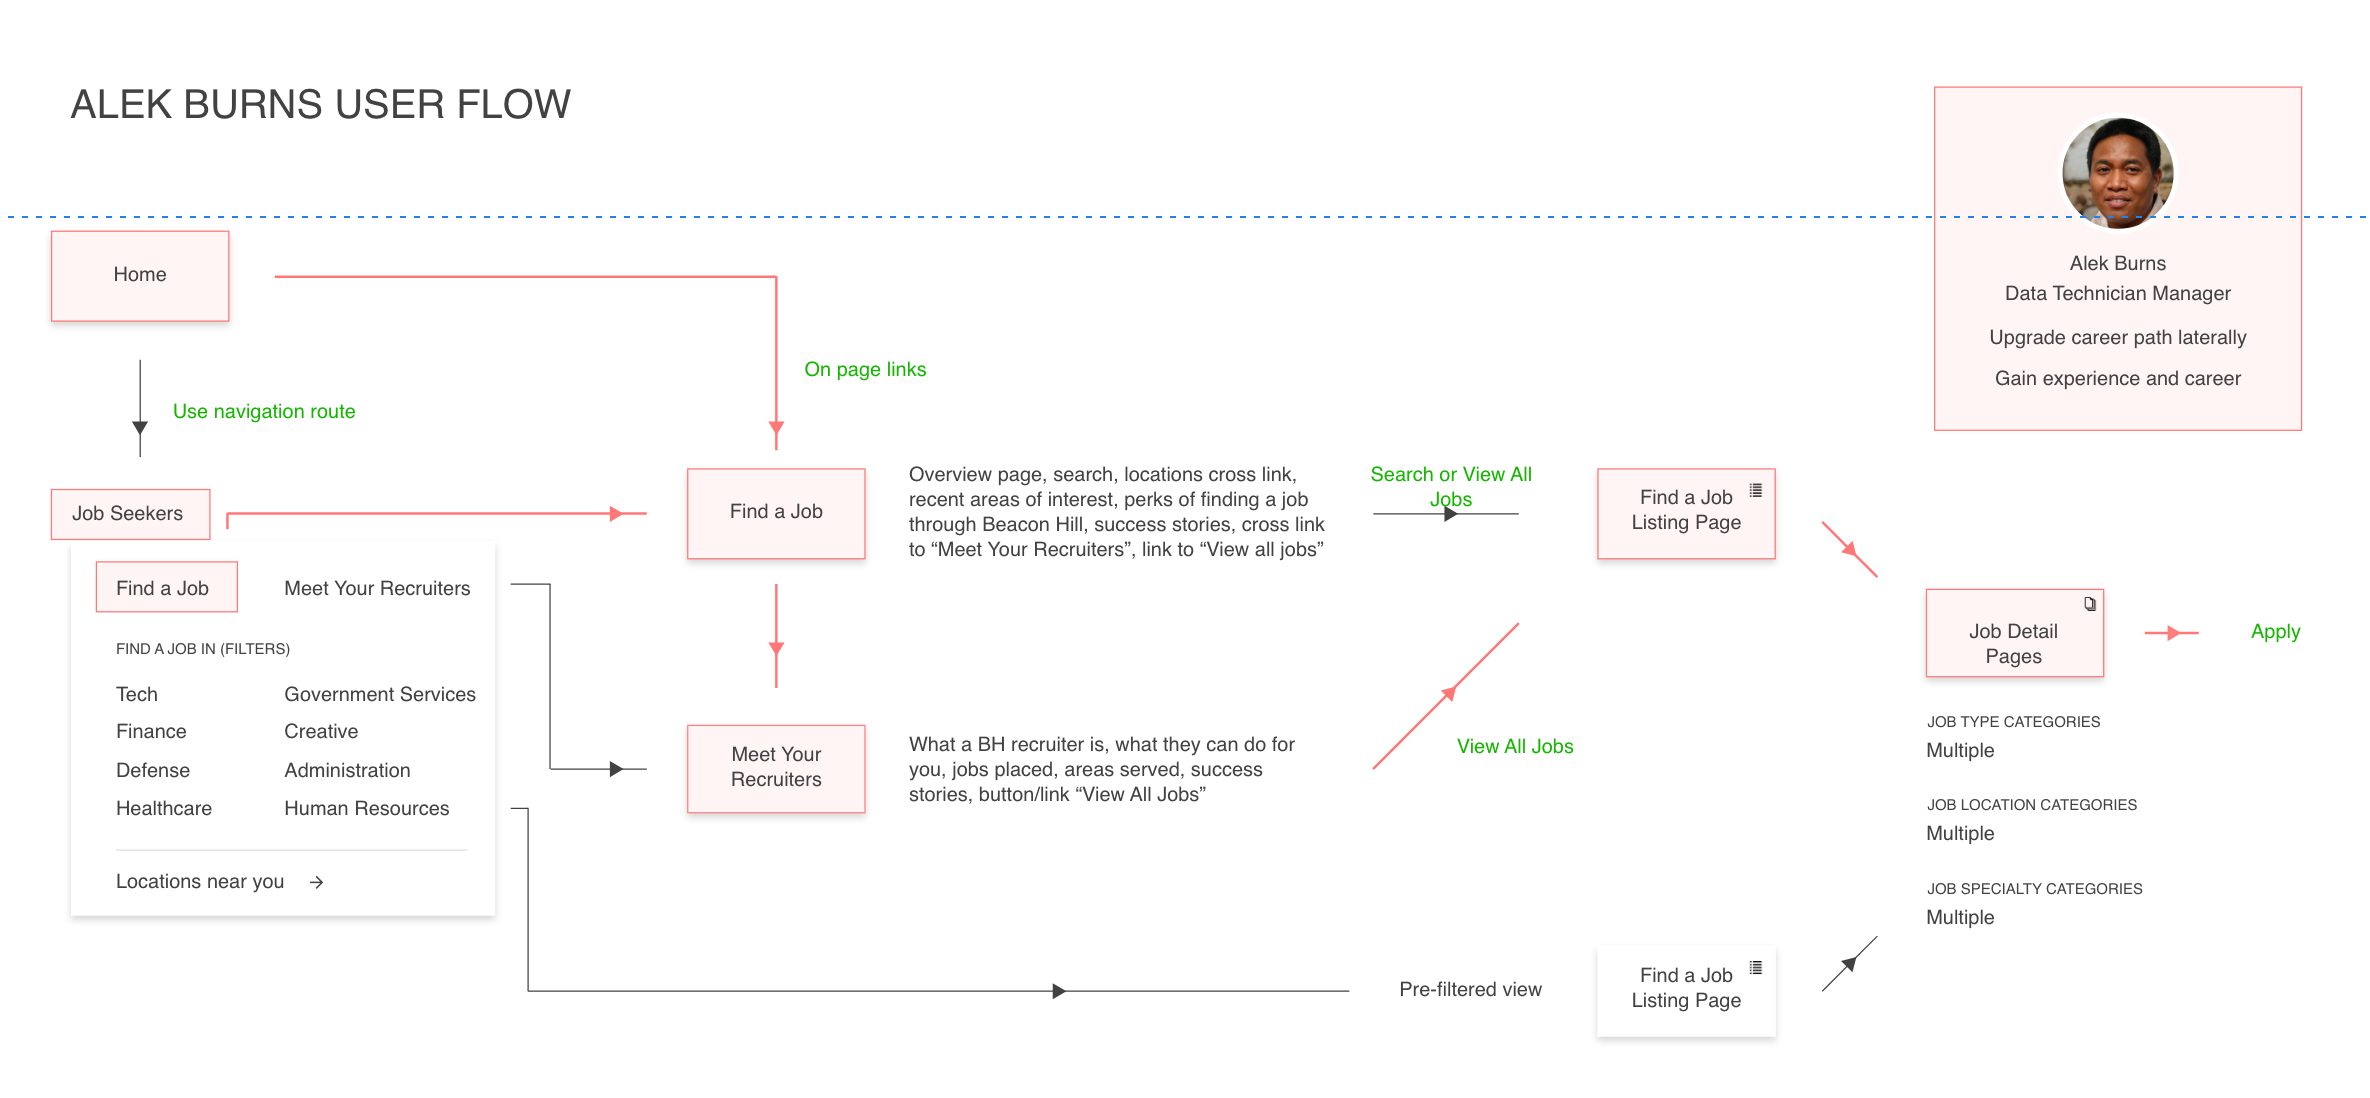 ALEK BURNS USER FLOW
Alek Burns
Data Technician Manager
Upgrade career path laterally
Gain experience and career
Home
On page links
Use navigation route
Job Seekers
Find a Job
Meet Your Recruiters
FIND A JOB IN (FILTERS)
Tech
Government Services
Finance
Creative
Defense
Administration
Healthcare
Human Resources
Locations near you
Find a Job
Overview page, search, locations cross link,
recent areas of interest, perks of finding a job
through Beacon Hill, success stories, cross link
to “Meet Your Recruiters”, link to “View all jobs”
Search or View All
Jobs
Find a Job
Listing Page
Meet Your
Recruiters
What a BH recruiter is, what they can do for
you, jobs placed, areas served, success
stories, button/link “View All Jobs”
View All Jobs
Job Detail
Pages
Apply
JOB TYPE CATEGORIES
Multiple
JOB LOCATION CATEGORIES
Multiple
JOB SPECIALTY CATEGORIES
Multiple
Pre-filtered view
Find a Job
Listing Page